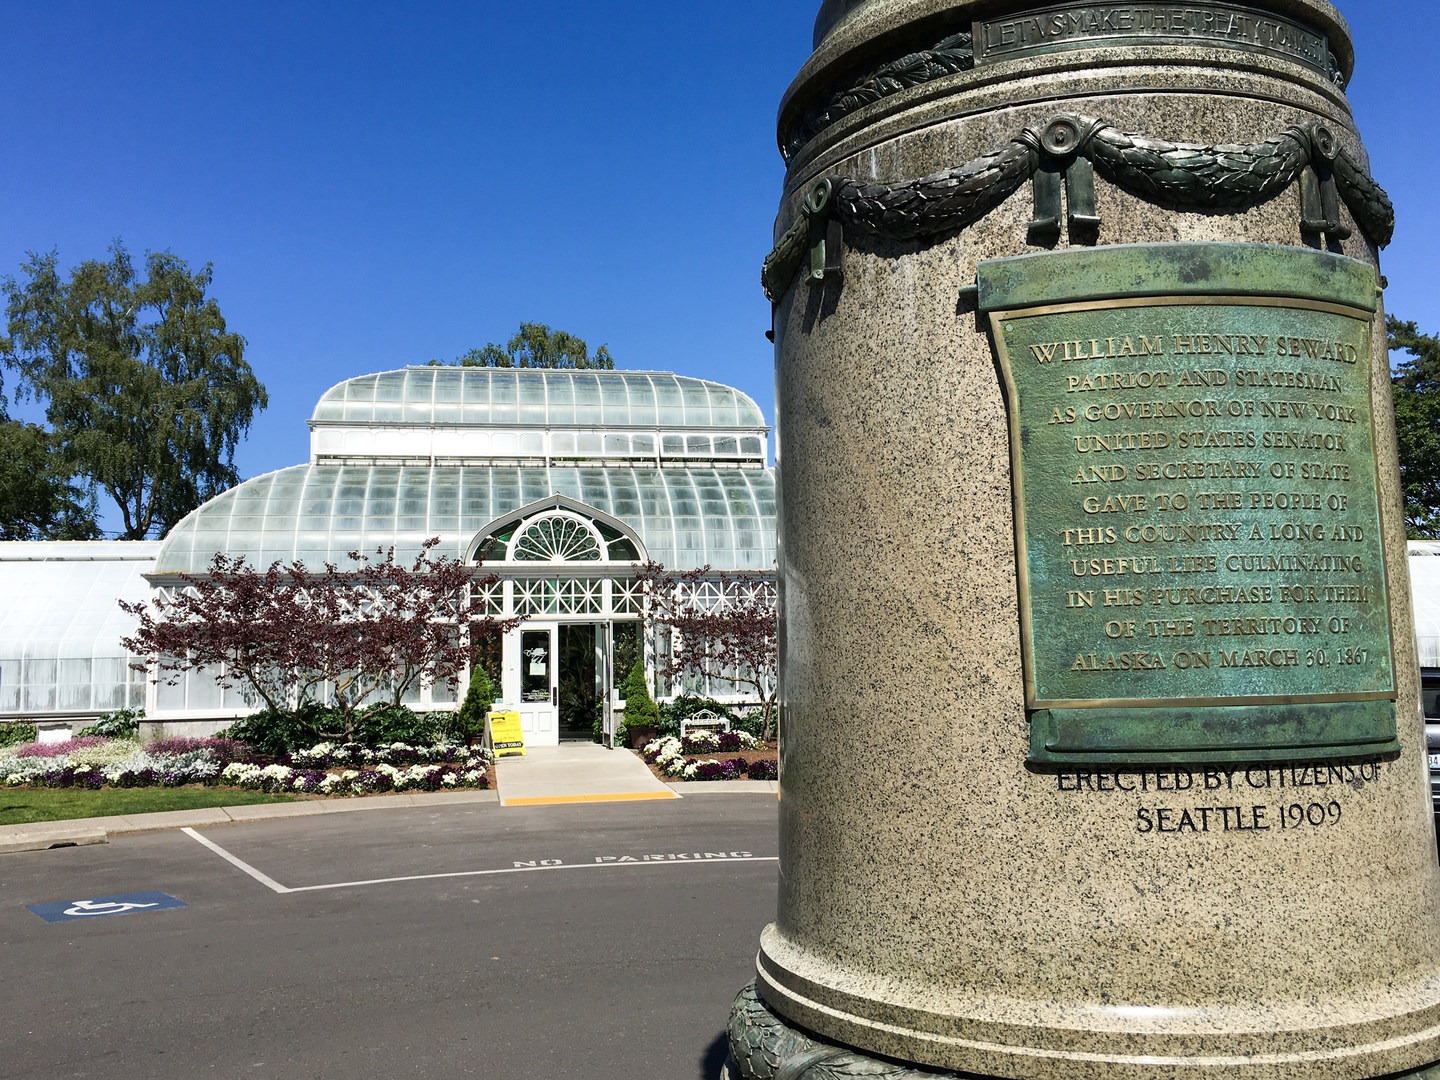 LET·VS·MAKE·THE·TREATY·TONIGHT
WILLIAM HENRY SEWARD
PATRIOT AND STATESMAN
AS GOVERNOR OF NEW YORK
UNITED STATES SENATOR
AND SECRETARY OF STATE
GAVE TO THE PEOPLE OF
THIS COUNTRY A LONG AND
USEFUL LIFE CULMINATING
IN HIS PURCHASE FOR THEM
OF THE TERRITORY OF
ALASKA ON MARCH 30, 1867.
ERECTED BY CITIZENS OF
SEATTLE 1909
OPEN TODAY
NO PARKING